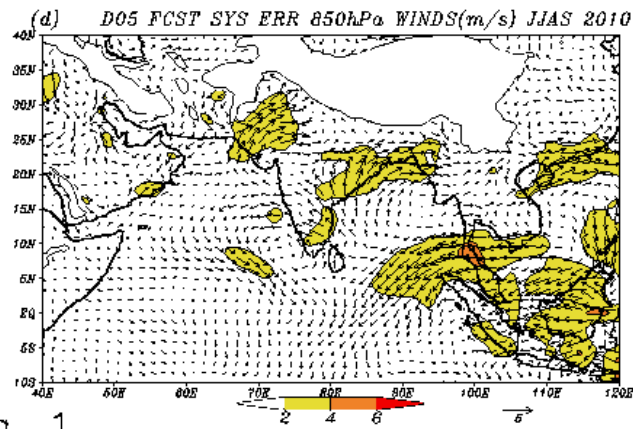 (d) D05 FCST SYS ERR 850hPa WINDS(m/s) JJAS 2010
40N
35N
30N
25N
20N
15N
10N
5N
EQ
5S
10S
40E 50E 60E 70E 80E 90E 100E 110E 120E
2 4 6 5